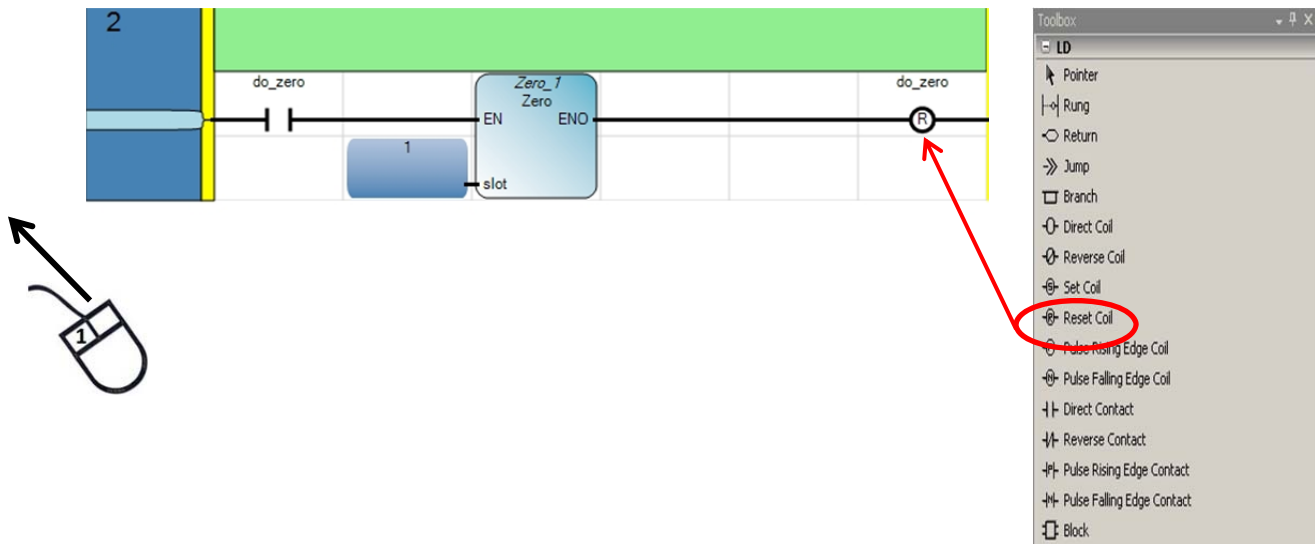 2
do_zero
Zero_1
Zero
EN ENO
1
slot
do_zero
R
1
Toolbox
LD
Pointer
Rung
Return
Jump
Branch
Direct Coil
Reverse Coil
Set Coil
Reset Coil
Pulse Rising Edge Coil
Pulse Falling Edge Coil
Direct Contact
Reverse Contact
Pulse Rising Edge Contact
Pulse Falling Edge Contact
Block